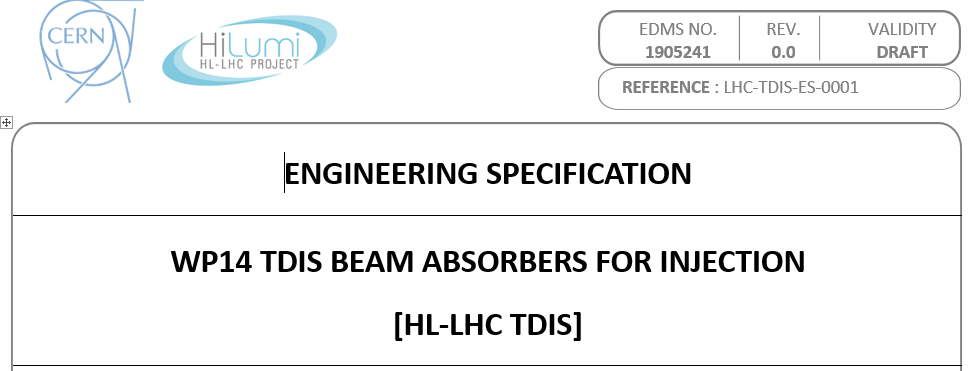 CERN
HiLumi
HL-LHC PROJECT
EDMS NO. REV. VALIDITY
1905241 0.0 DRAFT
REFERENCE : LHC-TDIS-ES-0001
ENGINEERING SPECIFICATION
WP14 TDIS BEAM ABSORBERS FOR INJECTION
[HL-LHC TDIS]